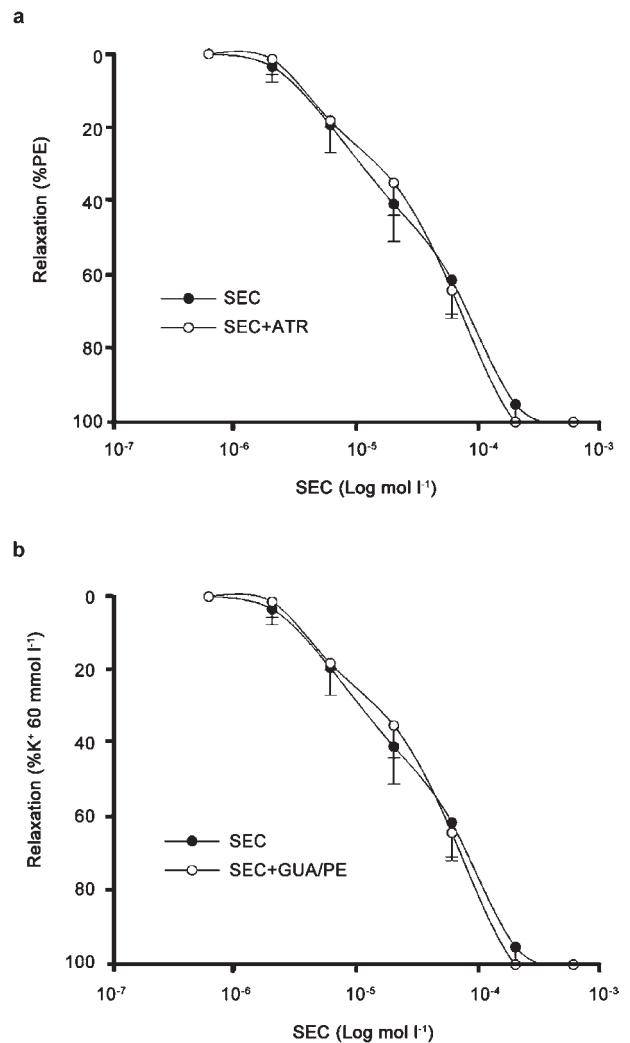 a
0
20
40
60
80
100
Relaxation (%PE)
SEC
SEC+ATR
10⁻⁷ 10⁻⁶ 10⁻⁵ 10⁻⁴ 10⁻³
SEC (Log mol l⁻¹)
b
0
20
40
60
80
100
Relaxation (%K⁺ 60 mmol l⁻¹)
SEC
SEC+GUA/PE
10⁻⁷ 10⁻⁶ 10⁻⁵ 10⁻⁴ 10⁻³
SEC (Log mol l⁻¹)